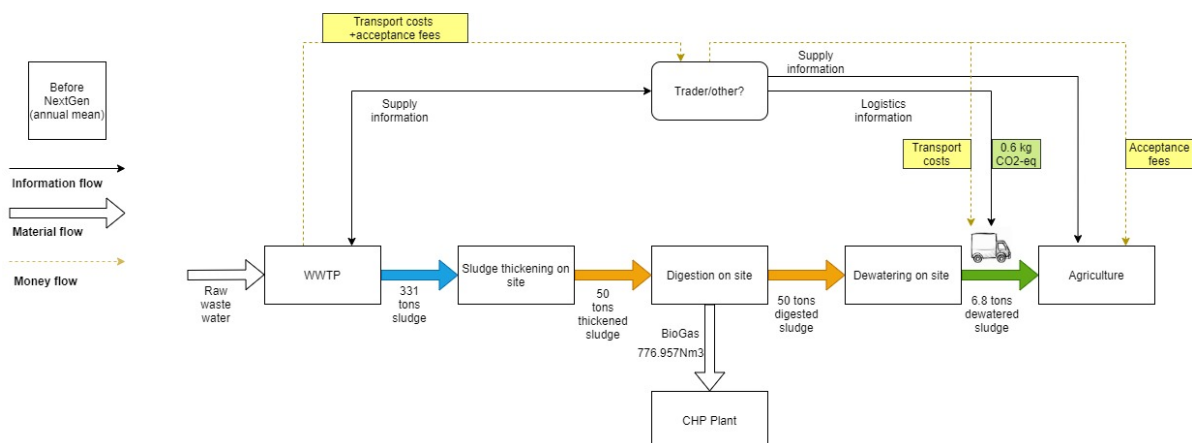 Transport costs
+acceptance fees
Before
NextGen
(annual mean)
Information flow
Material flow
Money flow
Supply
information
Trader/other?
Supply
information
Logistics
information
Transport
costs
0.6 kg
CO2-eq
Acceptance
fees
Raw
waste
water
WWTP
331
tons
sludge
Sludge thickening on
site
50
tons
thickened
sludge
Digestion on site
50 tons
digested
sludge
Dewatering on site
6.8 tons
dewatered
sludge
Agriculture
BioGas
776.957Nm3
CHP Plant